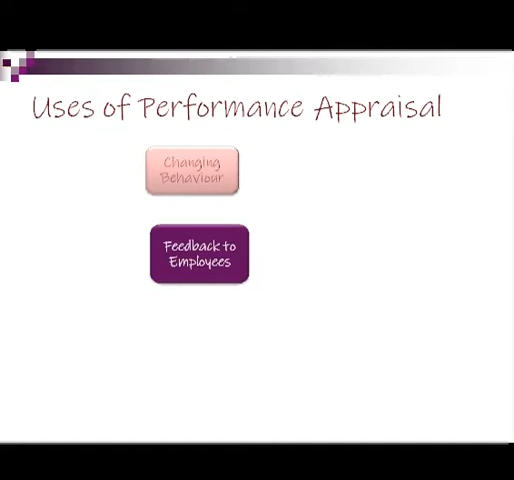 Uses of Performance Appraisal
Changing
Behaviour
Feedback to
Employees